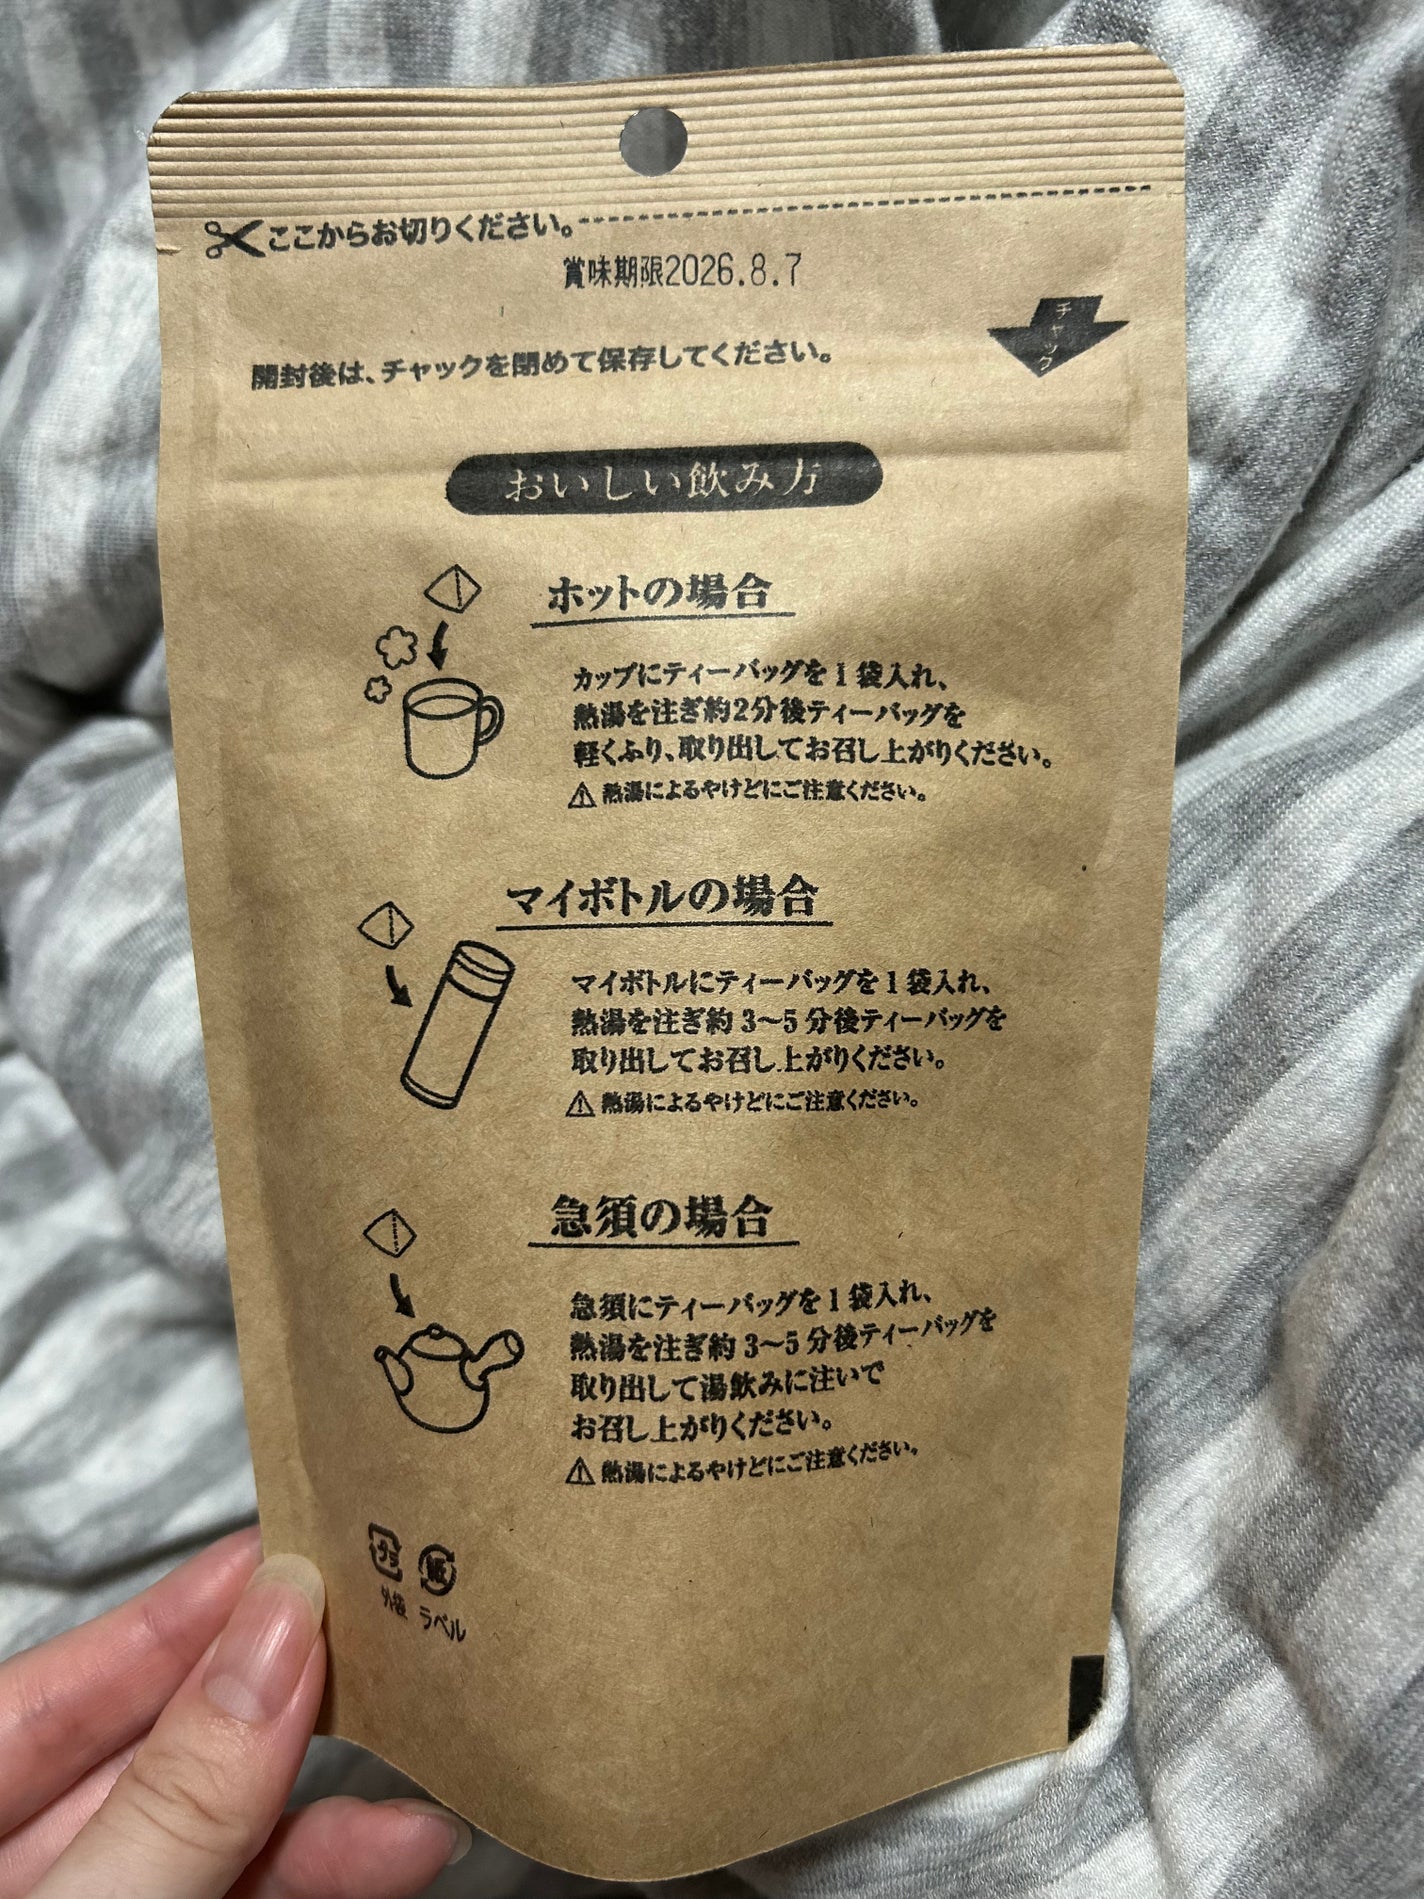 ここからお切りください。
賞味期限2026.8.7
チャック
開封後は、チャックを閉めて保存してください。
おいしい飲み方
ホットの場合
カップにティーバッグを1袋入れ、
熱湯を注ぎ約2分後ティーバッグを
軽くふり、取り出してお召し上がりください。
⚠熱湯によるやけどにご注意ください。
マイボトルの場合
マイボトルにティーバッグを1袋入れ、
熱湯を注ぎ約3〜5分後ティーバッグを
取り出してお召し上がりください。
⚠熱湯によるやけどにご注意ください。
急須の場合
急須にティーバッグを1袋入れ、
熱湯を注ぎ約3〜5分後ティーバッグを
取り出して湯飲みに注いで
お召し上がりください。
⚠熱湯によるやけどにご注意ください。
プラ 紙
外袋 ラベル